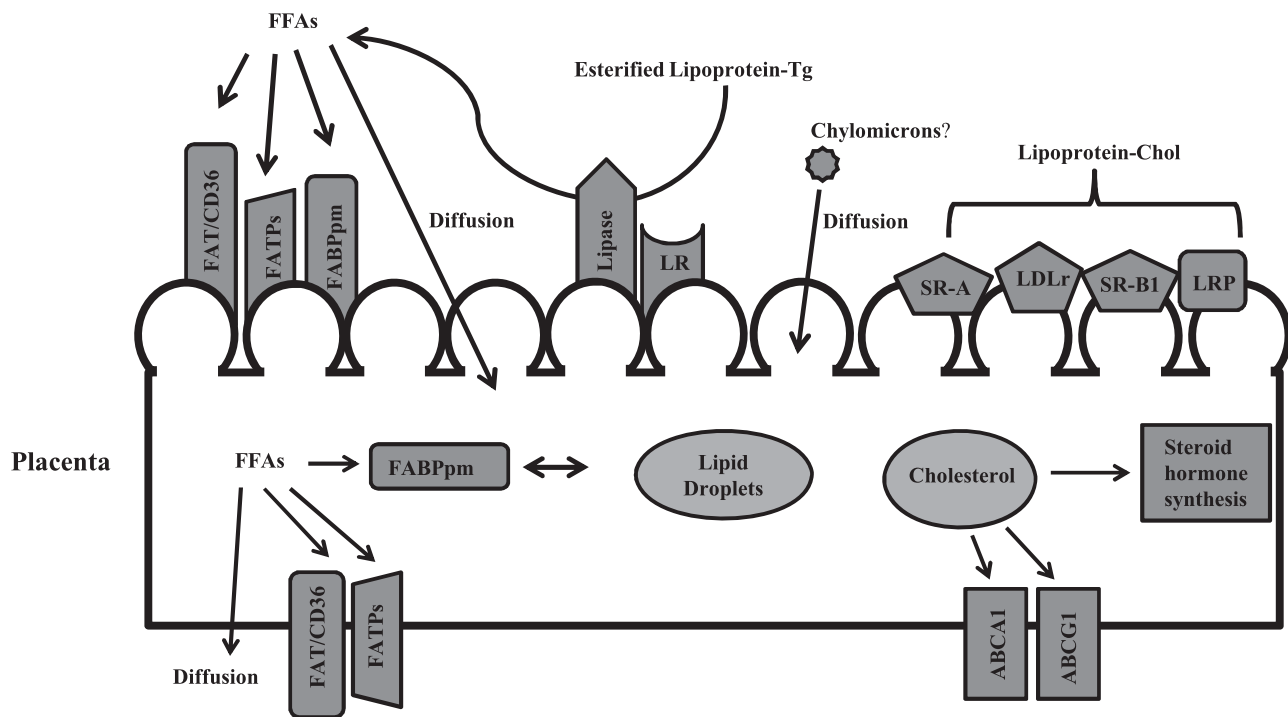 FFAs
Esterified Lipoprotein-Tg
Chylomicrons?
Lipoprotein-Chol
Diffusion
Diffusion
FAT/CD36
FATPs
FABPpm
Lipase
LR
SR-A
LDLr
SR-B1
LRP
Placenta
FFAs
FABPpm
Lipid
Droplets
Cholesterol
Steroid
hormone
synthesis
Diffusion
FAT/CD36
FATPs
ABCA1
ABCG1